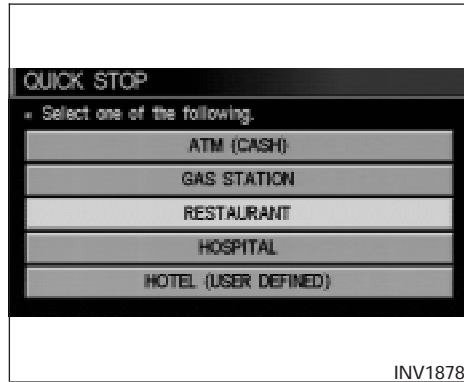 QUICK STOP
Select one of the following.
ATM (CASH)
GAS STATION
RESTAURANT
HOSPITAL
HOTEL (USER DEFINED)
INV1878